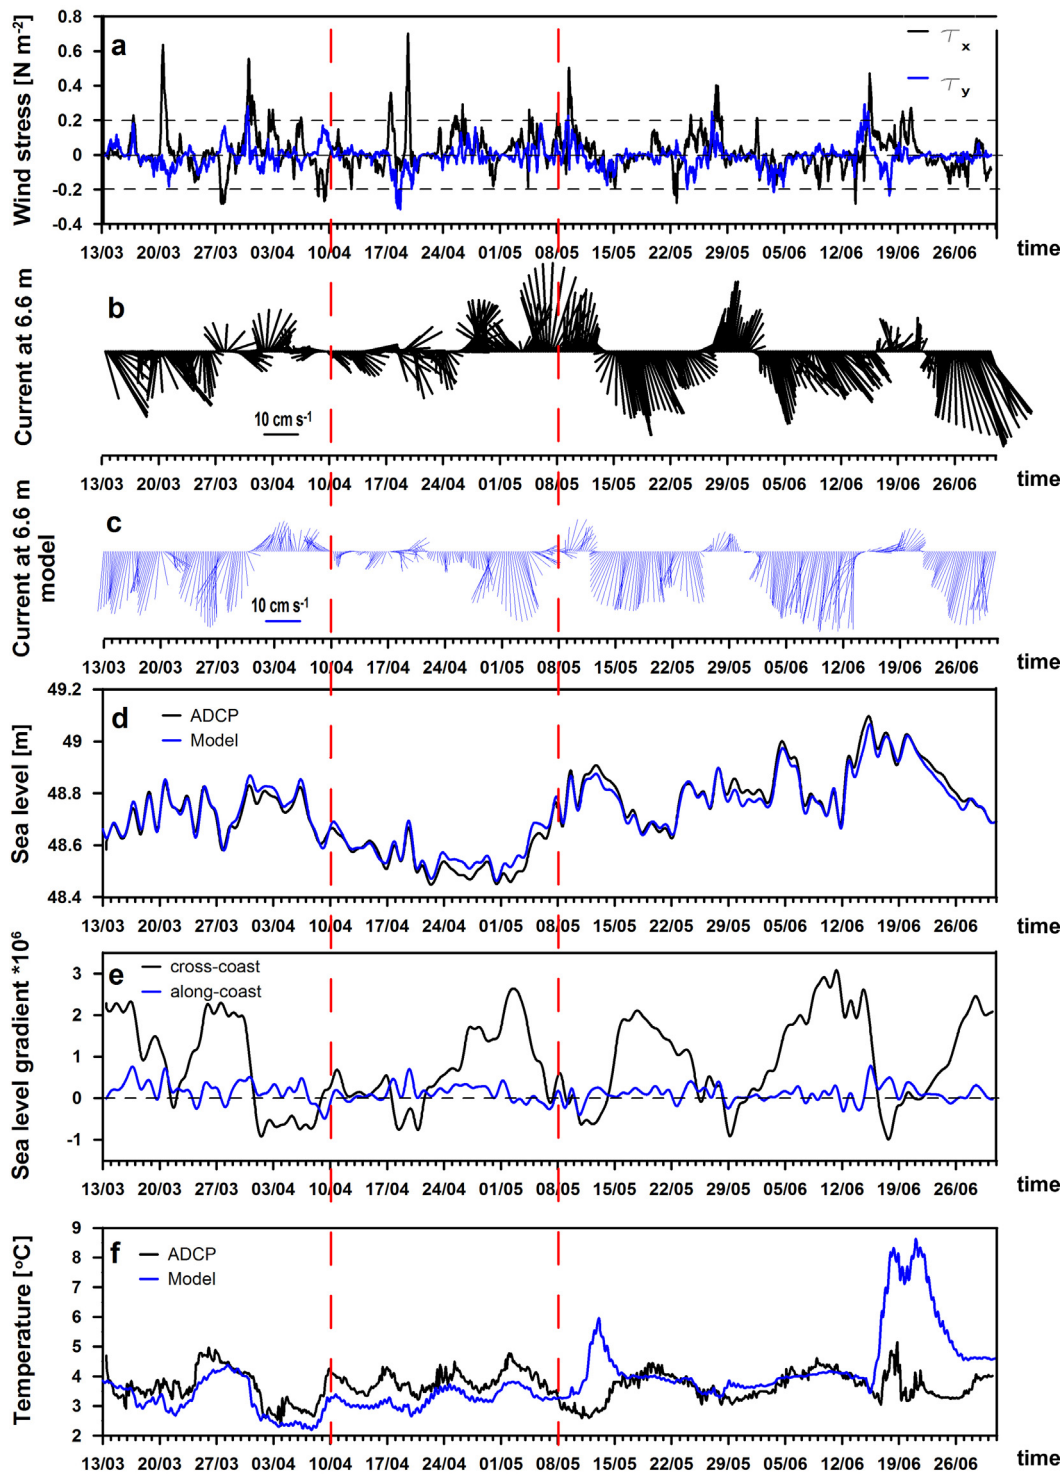 Wind stress [N m-2]
0.8
0.6
0.4
0.2
0
-0.2
-0.4
a
τx
τy
13/03 20/03 27/03 03/04 10/04 17/04 24/04 01/05 08/05 15/05 22/05 29/05 05/06 12/06 19/06 26/06
time
Current at 6.6 m
b
10 cm s-1
13/03 20/03 27/03 03/04 10/04 17/04 24/04 01/05 08/05 15/05 22/05 29/05 05/06 12/06 19/06 26/06
time
Current at 6.6 m
model
c
10 cm s-1
13/03 20/03 27/03 03/04 10/04 17/04 24/04 01/05 08/05 15/05 22/05 29/05 05/06 12/06 19/06 26/06
time
Sea level [m]
49.2
49
48.8
48.6
48.4
d
ADCP
Model
13/03 20/03 27/03 03/04 10/04 17/04 24/04 01/05 08/05 15/05 22/05 29/05 05/06 12/06 19/06 26/06
time
Sea level gradient *10⁶
3
2
1
0
-1
e
cross-coast
along-coast
13/03 20/03 27/03 03/04 10/04 17/04 24/04 01/05 08/05 15/05 22/05 29/05 05/06 12/06 19/06 26/06
time
Temperature [ºC]
9
8
7
6
5
4
3
2
f
ADCP
Model
13/03 20/03 27/03 03/04 10/04 17/04 24/04 01/05 08/05 15/05 22/05 29/05 05/06 12/06 19/06 26/06
time